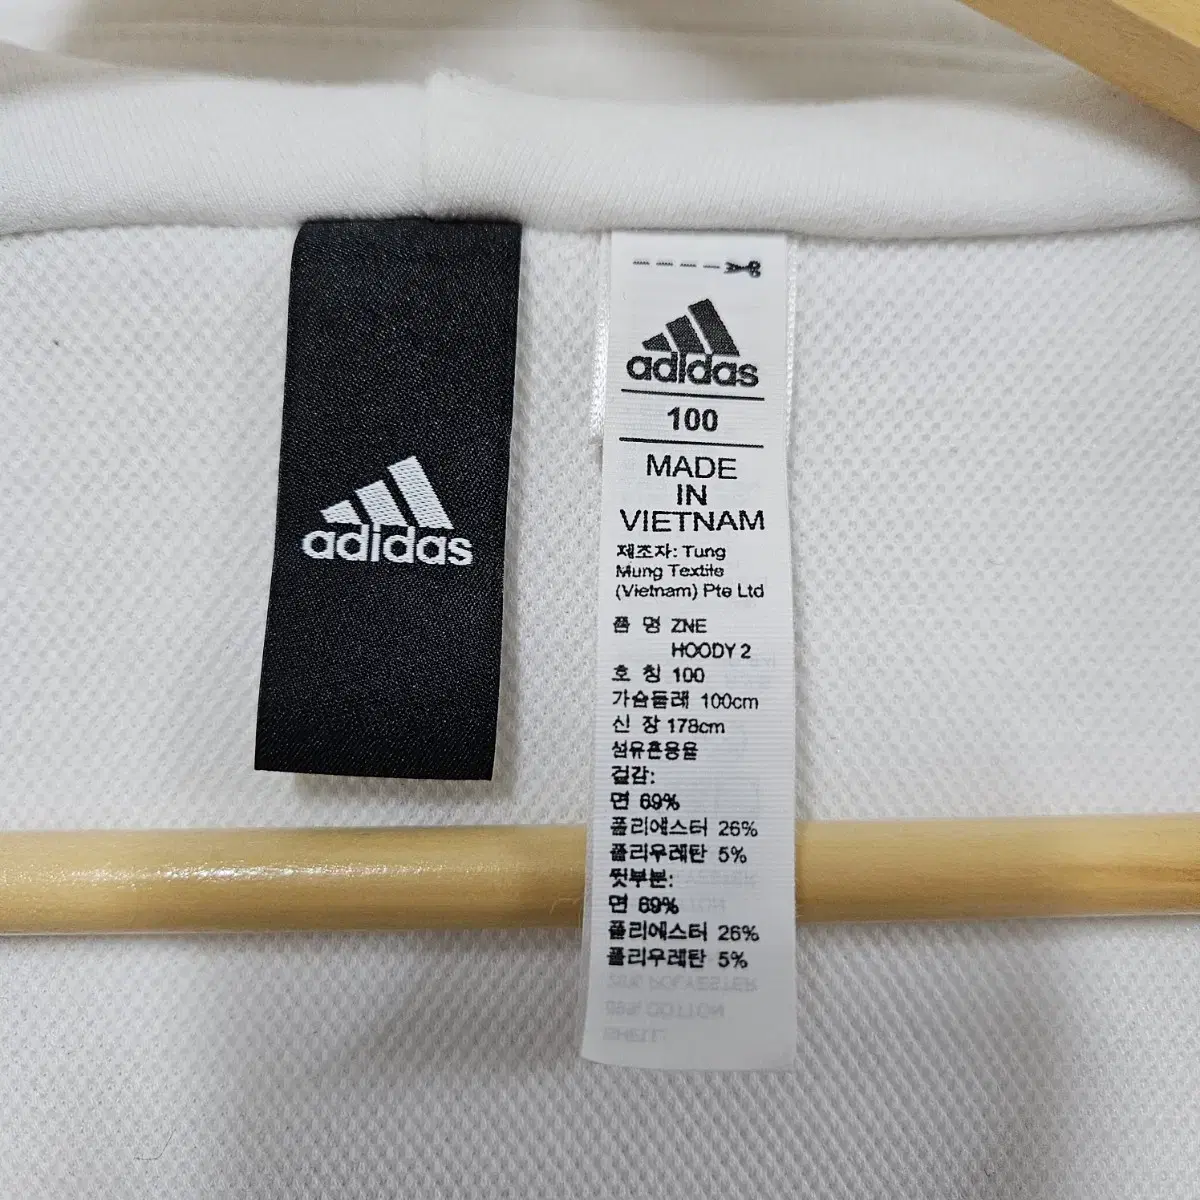 adidas
adidas
100
MADE
IN
VIETNAM
제조자: Tung
Mung Textile
(Vietnam) Pte Ltd
품 명 ZNE
HOODY 2
호 칭 100
가슴둘레 100cm
신 장 178cm
섬유혼용율
겉감:
면 69%
폴리에스터 26%
폴리우레탄 5%
뒷부분:
면 69%
폴리에스터 26%
폴리우레탄 5%